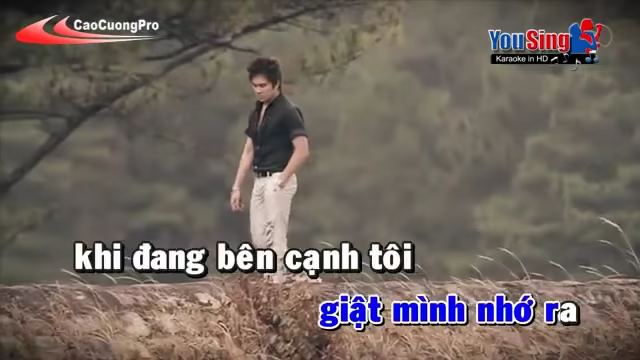 CaoCuongPro
YouSing
Karaoke in HD
khi đang bên cạnh tôi
giật mình nhớ ra